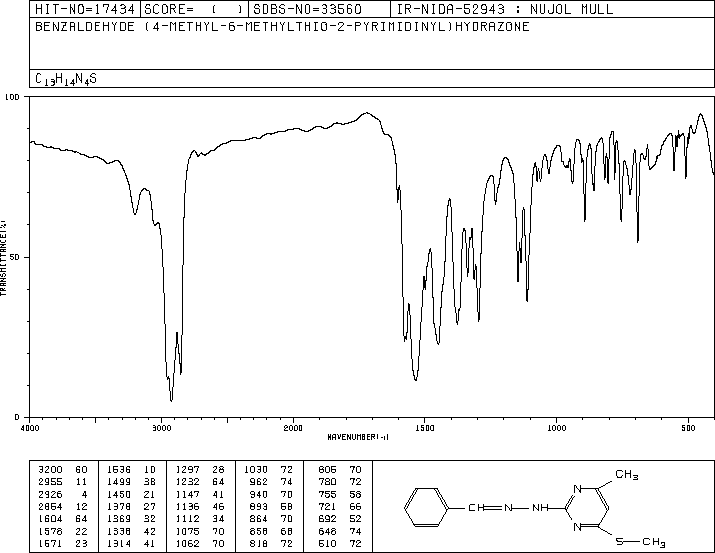 HIT-NO=17434 SCORE= ( ) SDBS-NO=33560 IR-NIDA-52943 : NUJOL MULL
BENZALDEHYDE (4-METHYL-6-METHYLTHIO-2-PYRIMIDINYL)HYDRAZONE
C13H14N4S
100
50
0
TRANSMITTANCE(%)
4000 3000 2000 1500 1000 500
WAVENUMBER(-1)
3200 60 1536 10 1297 28 1030 72 805 70
2955 11 1499 38 1232 64 962 74 780 72
2926 4 1450 21 1147 41 940 70 755 58
2854 12 1378 27 1136 46 893 58 721 66
1604 64 1369 32 1112 34 864 70 692 52
1578 22 1338 42 1075 70 858 68 648 74
1571 23 1314 41 1062 70 818 72 510 72
CH3
N
CH=N-NH
N
S-CH3